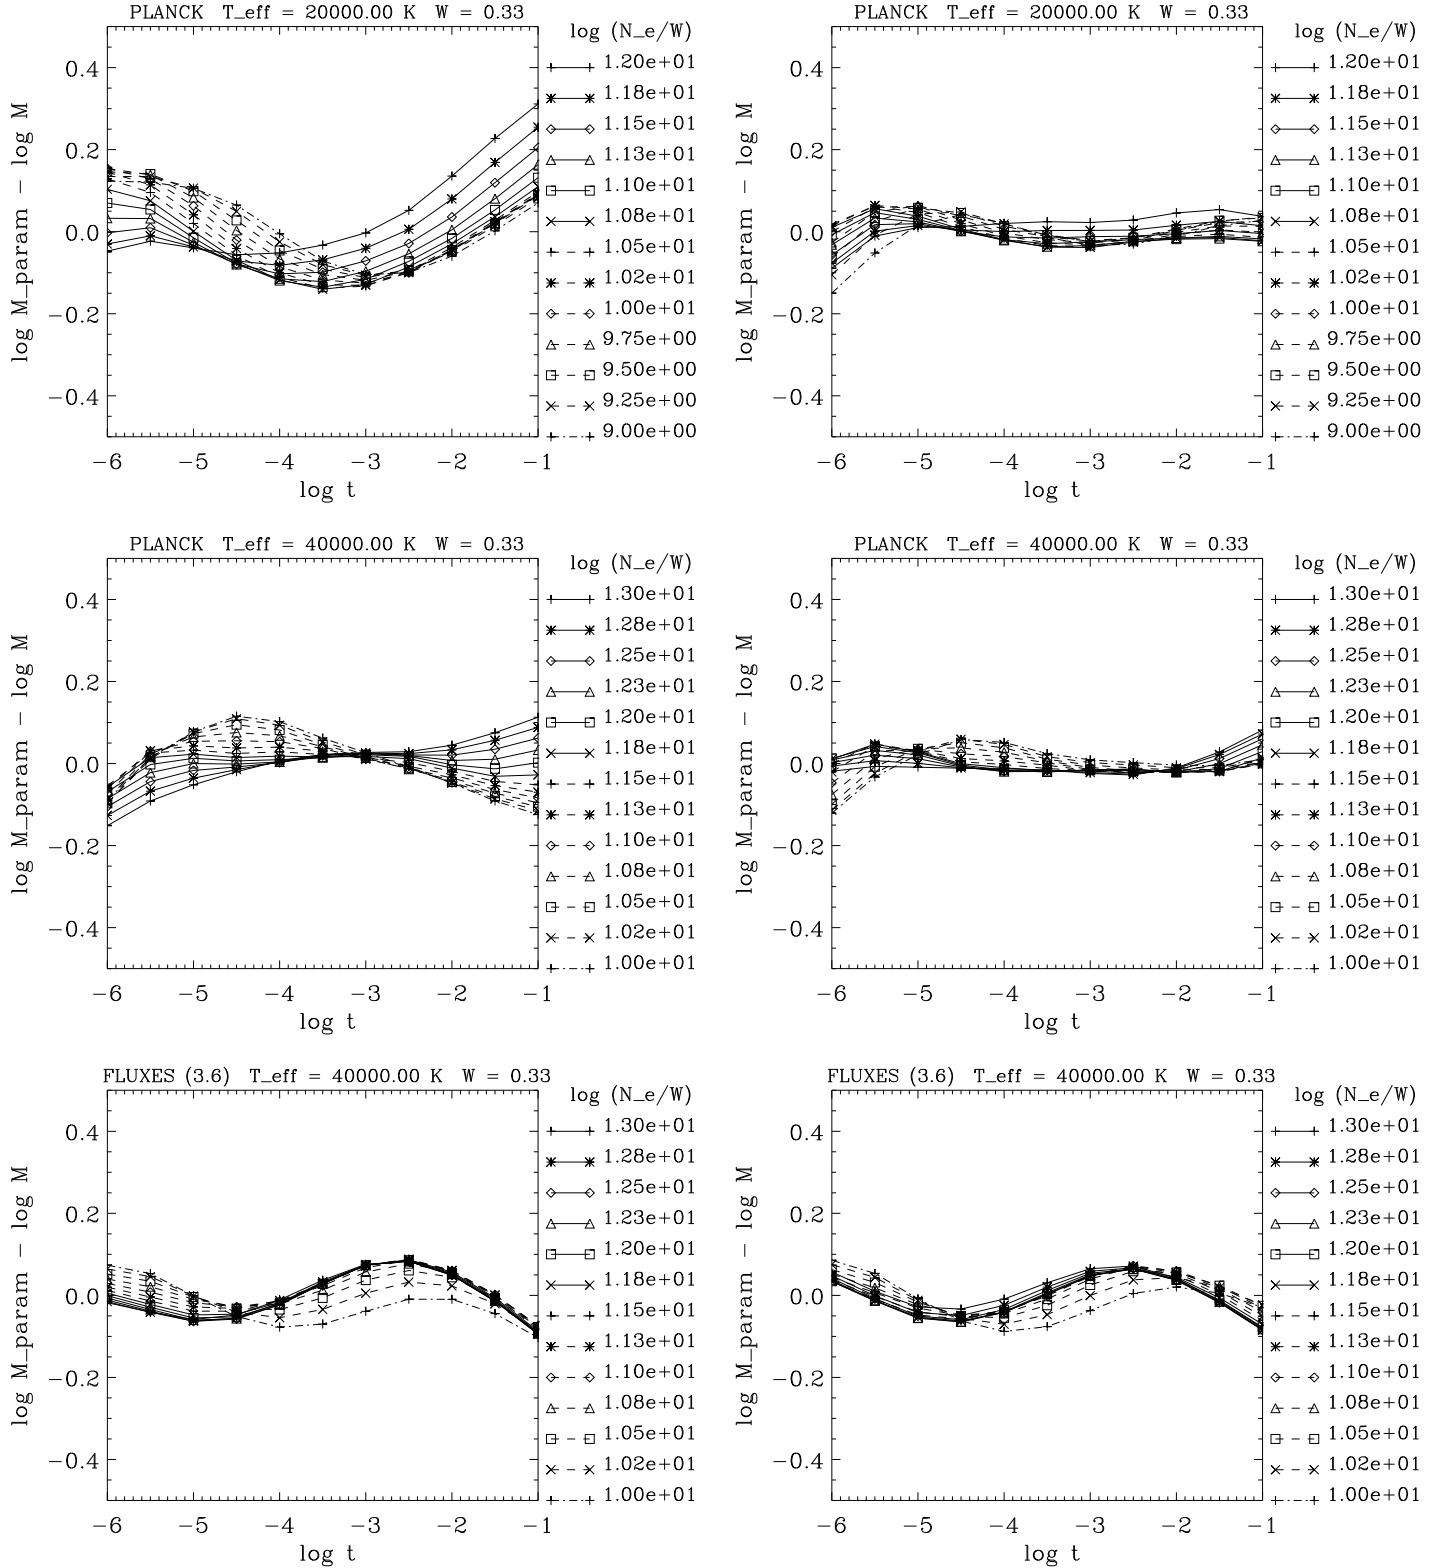 PLANCK T_eff = 20000.00 K W = 0.33
log (N_e/W)
1.20e+01
1.18e+01
1.15e+01
1.13e+01
1.10e+01
1.08e+01
1.05e+01
1.02e+01
1.00e+01
9.75e+00
9.50e+00
9.25e+00
9.00e+00
log M_param − log M
0.4
0.2
0.0
−0.2
−0.4
−6 −5 −4 −3 −2 −1
log t
PLANCK T_eff = 20000.00 K W = 0.33
log (N_e/W)
1.20e+01
1.18e+01
1.15e+01
1.13e+01
1.10e+01
1.08e+01
1.05e+01
1.02e+01
1.00e+01
9.75e+00
9.50e+00
9.25e+00
9.00e+00
log M_param − log M
0.4
0.2
0.0
−0.2
−0.4
−6 −5 −4 −3 −2 −1
log t
PLANCK T_eff = 40000.00 K W = 0.33
log (N_e/W)
1.30e+01
1.28e+01
1.25e+01
1.23e+01
1.20e+01
1.18e+01
1.15e+01
1.13e+01
1.10e+01
1.08e+01
1.05e+01
1.02e+01
1.00e+01
log M_param − log M
0.4
0.2
0.0
−0.2
−0.4
−6 −5 −4 −3 −2 −1
log t
PLANCK T_eff = 40000.00 K W = 0.33
log (N_e/W)
1.30e+01
1.28e+01
1.25e+01
1.23e+01
1.20e+01
1.18e+01
1.15e+01
1.13e+01
1.10e+01
1.08e+01
1.05e+01
1.02e+01
1.00e+01
log M_param − log M
0.4
0.2
0.0
−0.2
−0.4
−6 −5 −4 −3 −2 −1
log t
FLUXES (3.6) T_eff = 40000.00 K W = 0.33
log (N_e/W)
1.30e+01
1.28e+01
1.25e+01
1.23e+01
1.20e+01
1.18e+01
1.15e+01
1.13e+01
1.10e+01
1.08e+01
1.05e+01
1.02e+01
1.00e+01
log M_param − log M
0.4
0.2
0.0
−0.2
−0.4
−6 −5 −4 −3 −2 −1
log t
FLUXES (3.6) T_eff = 40000.00 K W = 0.33
log (N_e/W)
1.30e+01
1.28e+01
1.25e+01
1.23e+01
1.20e+01
1.18e+01
1.15e+01
1.13e+01
1.10e+01
1.08e+01
1.05e+01
1.02e+01
1.00e+01
log M_param − log M
0.4
0.2
0.0
−0.2
−0.4
−6 −5 −4 −3 −2 −1
log t